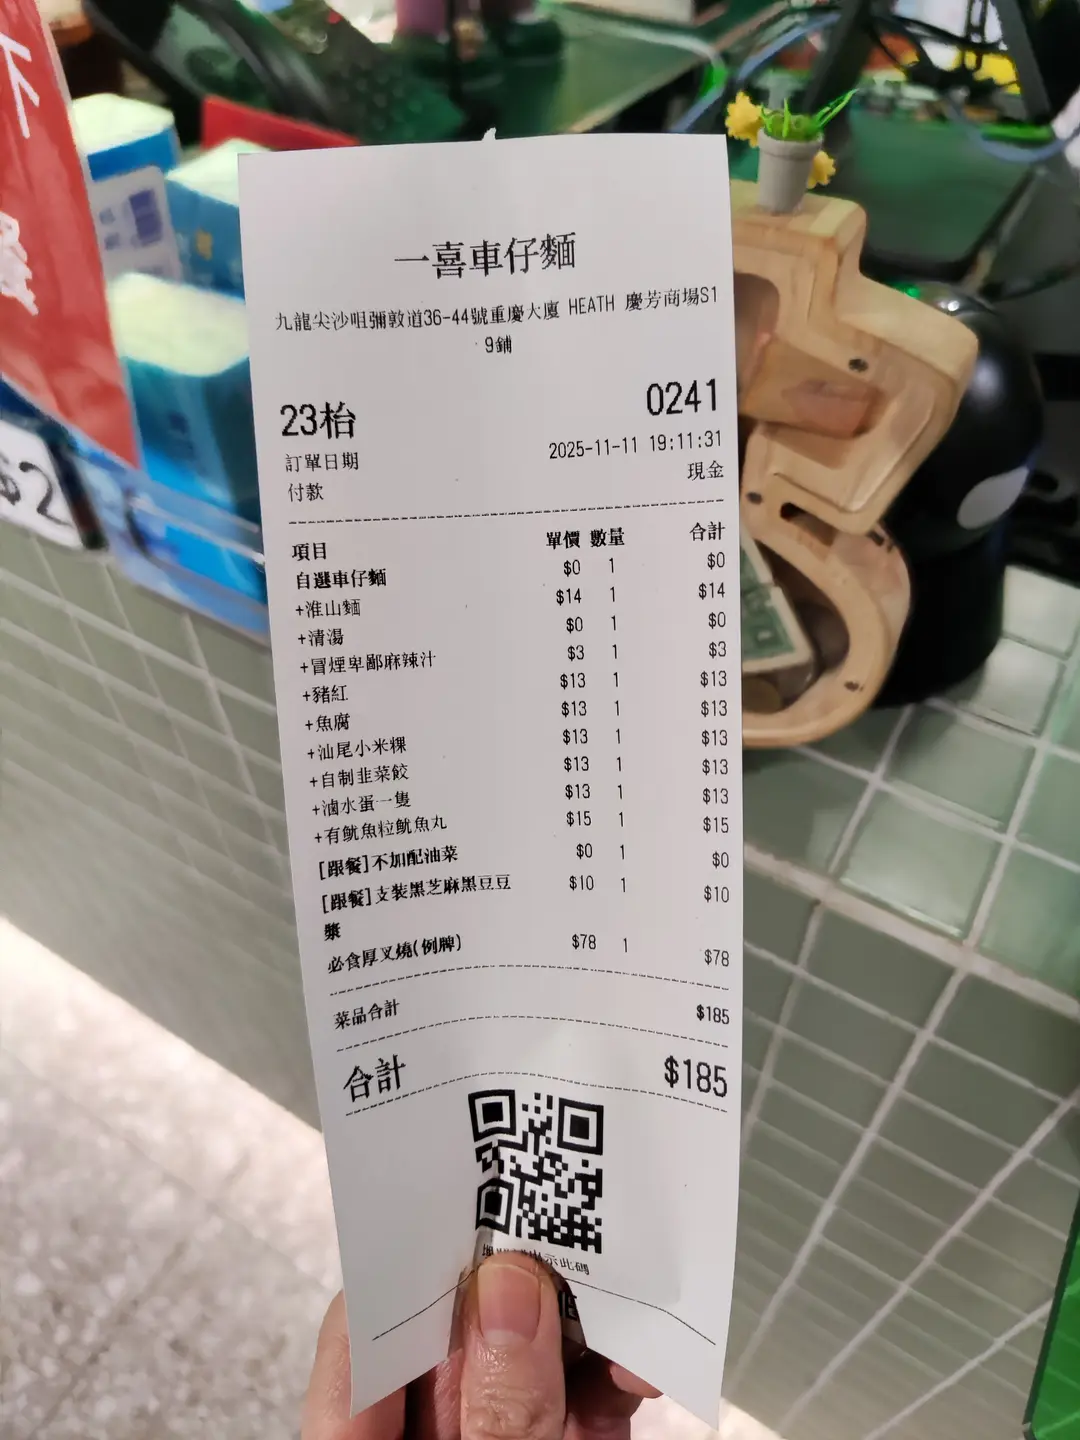 一喜車仔麵
九龍尖沙咀彌敦道36-44號重慶大廈 HEATH 慶芳商場S1
9鋪
23枱 0241
訂單日期 2025-11-11 19:11:31
付款 現金
項目 單價 數量 合計
自選車仔麵 $0 1 $0
+淮山麵 $14 1 $14
+清湯 $0 1 $0
+冒煙卑鄙麻辣汁 $3 1 $3
+豬紅 $13 1 $13
+魚腐 $13 1 $13
+汕尾小米粿 $13 1 $13
+自制韭菜餃 $13 1 $13
+滷水蛋一隻 $13 1 $13
+有魷魚粒魷魚丸 $15 1 $15
[跟餐]不加配油菜 $0 1 $0
[跟餐]支裝黑芝麻黑豆豆 $10 1 $10
漿
必食厚叉燒(例牌) $78 1 $78
菜品合計 $185
合計 $185
示此碼
$2